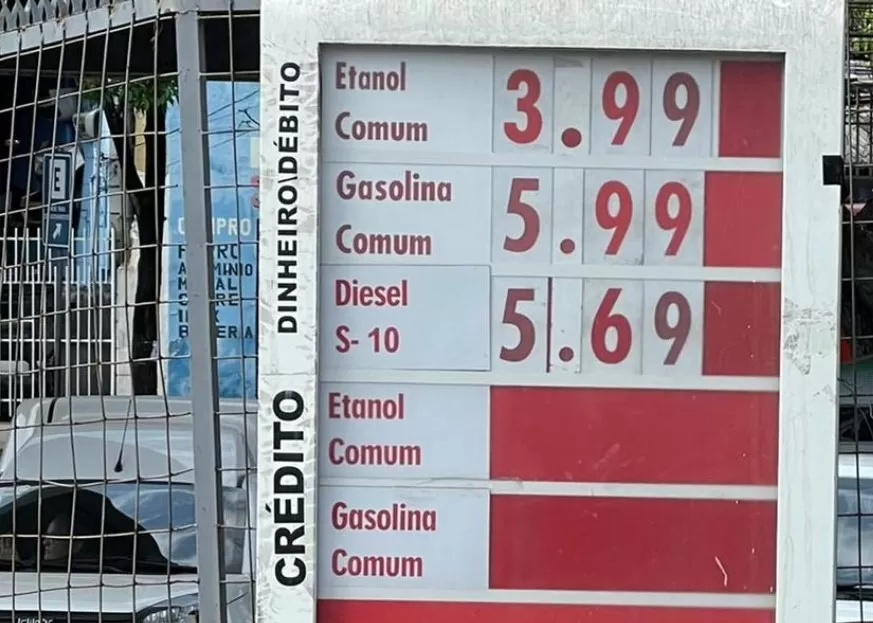 DINHEIRO\DÉBITO
Etanol
Comum
3.99
Gasolina
Comum
5.99
Diesel
S-10
5.69
CRÉDITO
Etanol
Comum
Gasolina
Comum
E